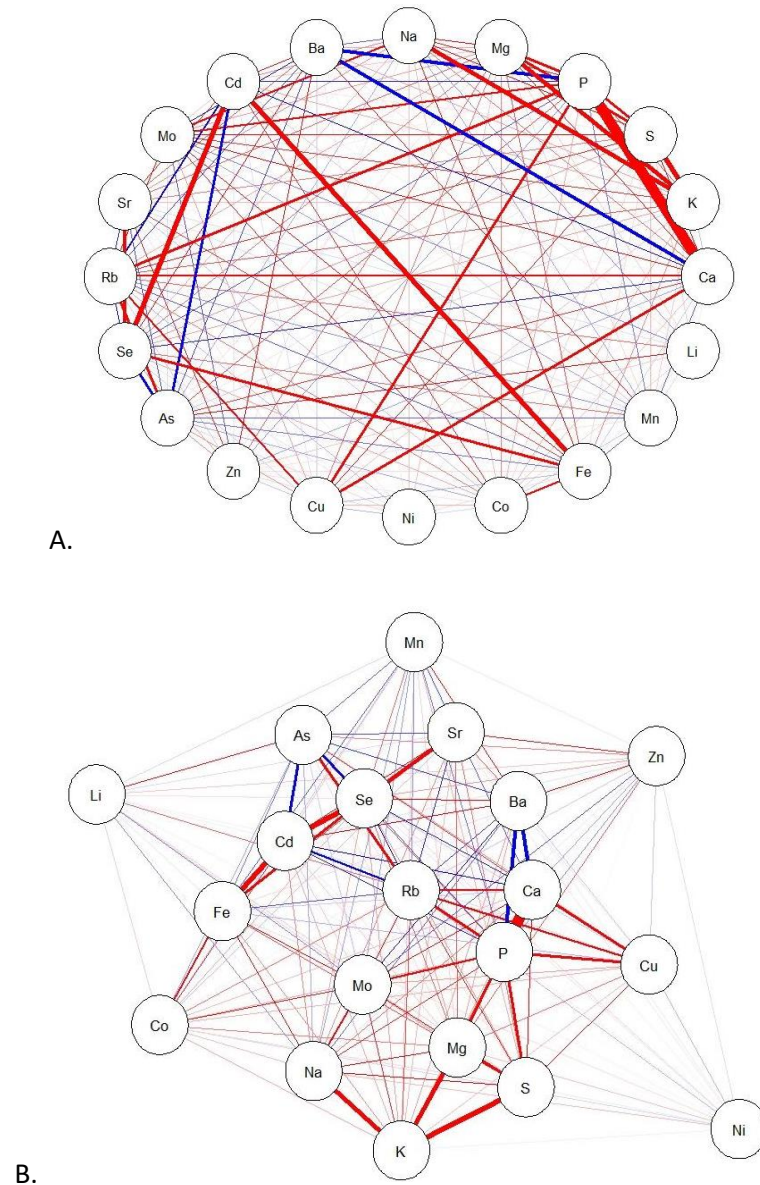 Na
Ba
Mg
Cd
P
Mo
S
Sr
K
Rb
Ca
Se
Li
As
Mn
Zn
Fe
Cu
Co
Ni
A.
Mn
As
Sr
Zn
Li
Se
Ba
Cd
Rb
Ca
Fe
P
Cu
Mo
Co
Mg
Na
S
Ni
K
B.